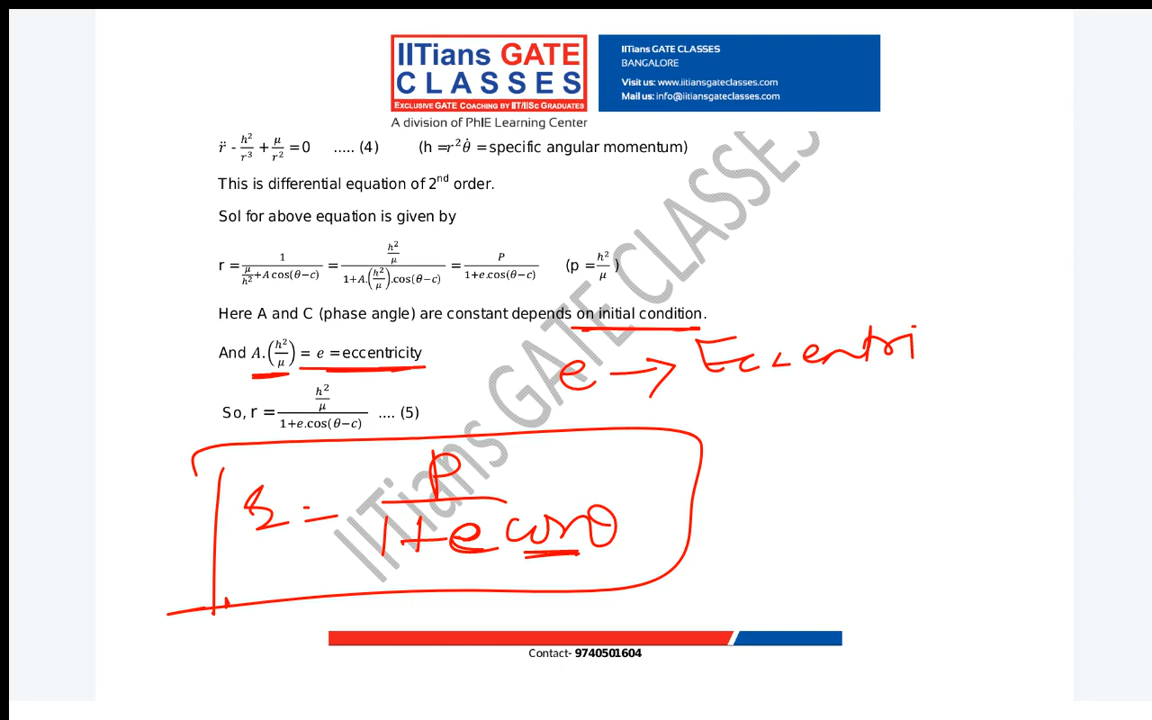 IITians GATE
CLASSES
EXCLUSIVE GATE COACHING BY IIT/IISc GRADUATES
A division of PhIE Learning Center
IITians GATE CLASSES
BANGALORE
Visit us: www.iitiansgateclasses.com
Mail us: info@iitiansgateclasses.com
r̈ - h²/r³ + μ/r² = 0 ..... (4) (h =r²θ̇ = specific angular momentum)
This is differential equation of 2nd order.
Sol for above equation is given by
r = 1/(μ/h² +A cos(θ−c)) = (h²/μ)/(1+A.(h²/μ).cos(θ−c)) = P/(1+e.cos(θ−c)) (p = h²/μ)
Here A and C (phase angle) are constant depends on initial condition.
And A.(h²/μ) = e = eccentricity
e → Eccentri
So, r = (h²/μ)/(1+e.cos(θ−c)) .... (5)
r = P/(1+e cosθ)
IITians GATE CLASSES
Contact- 9740501604